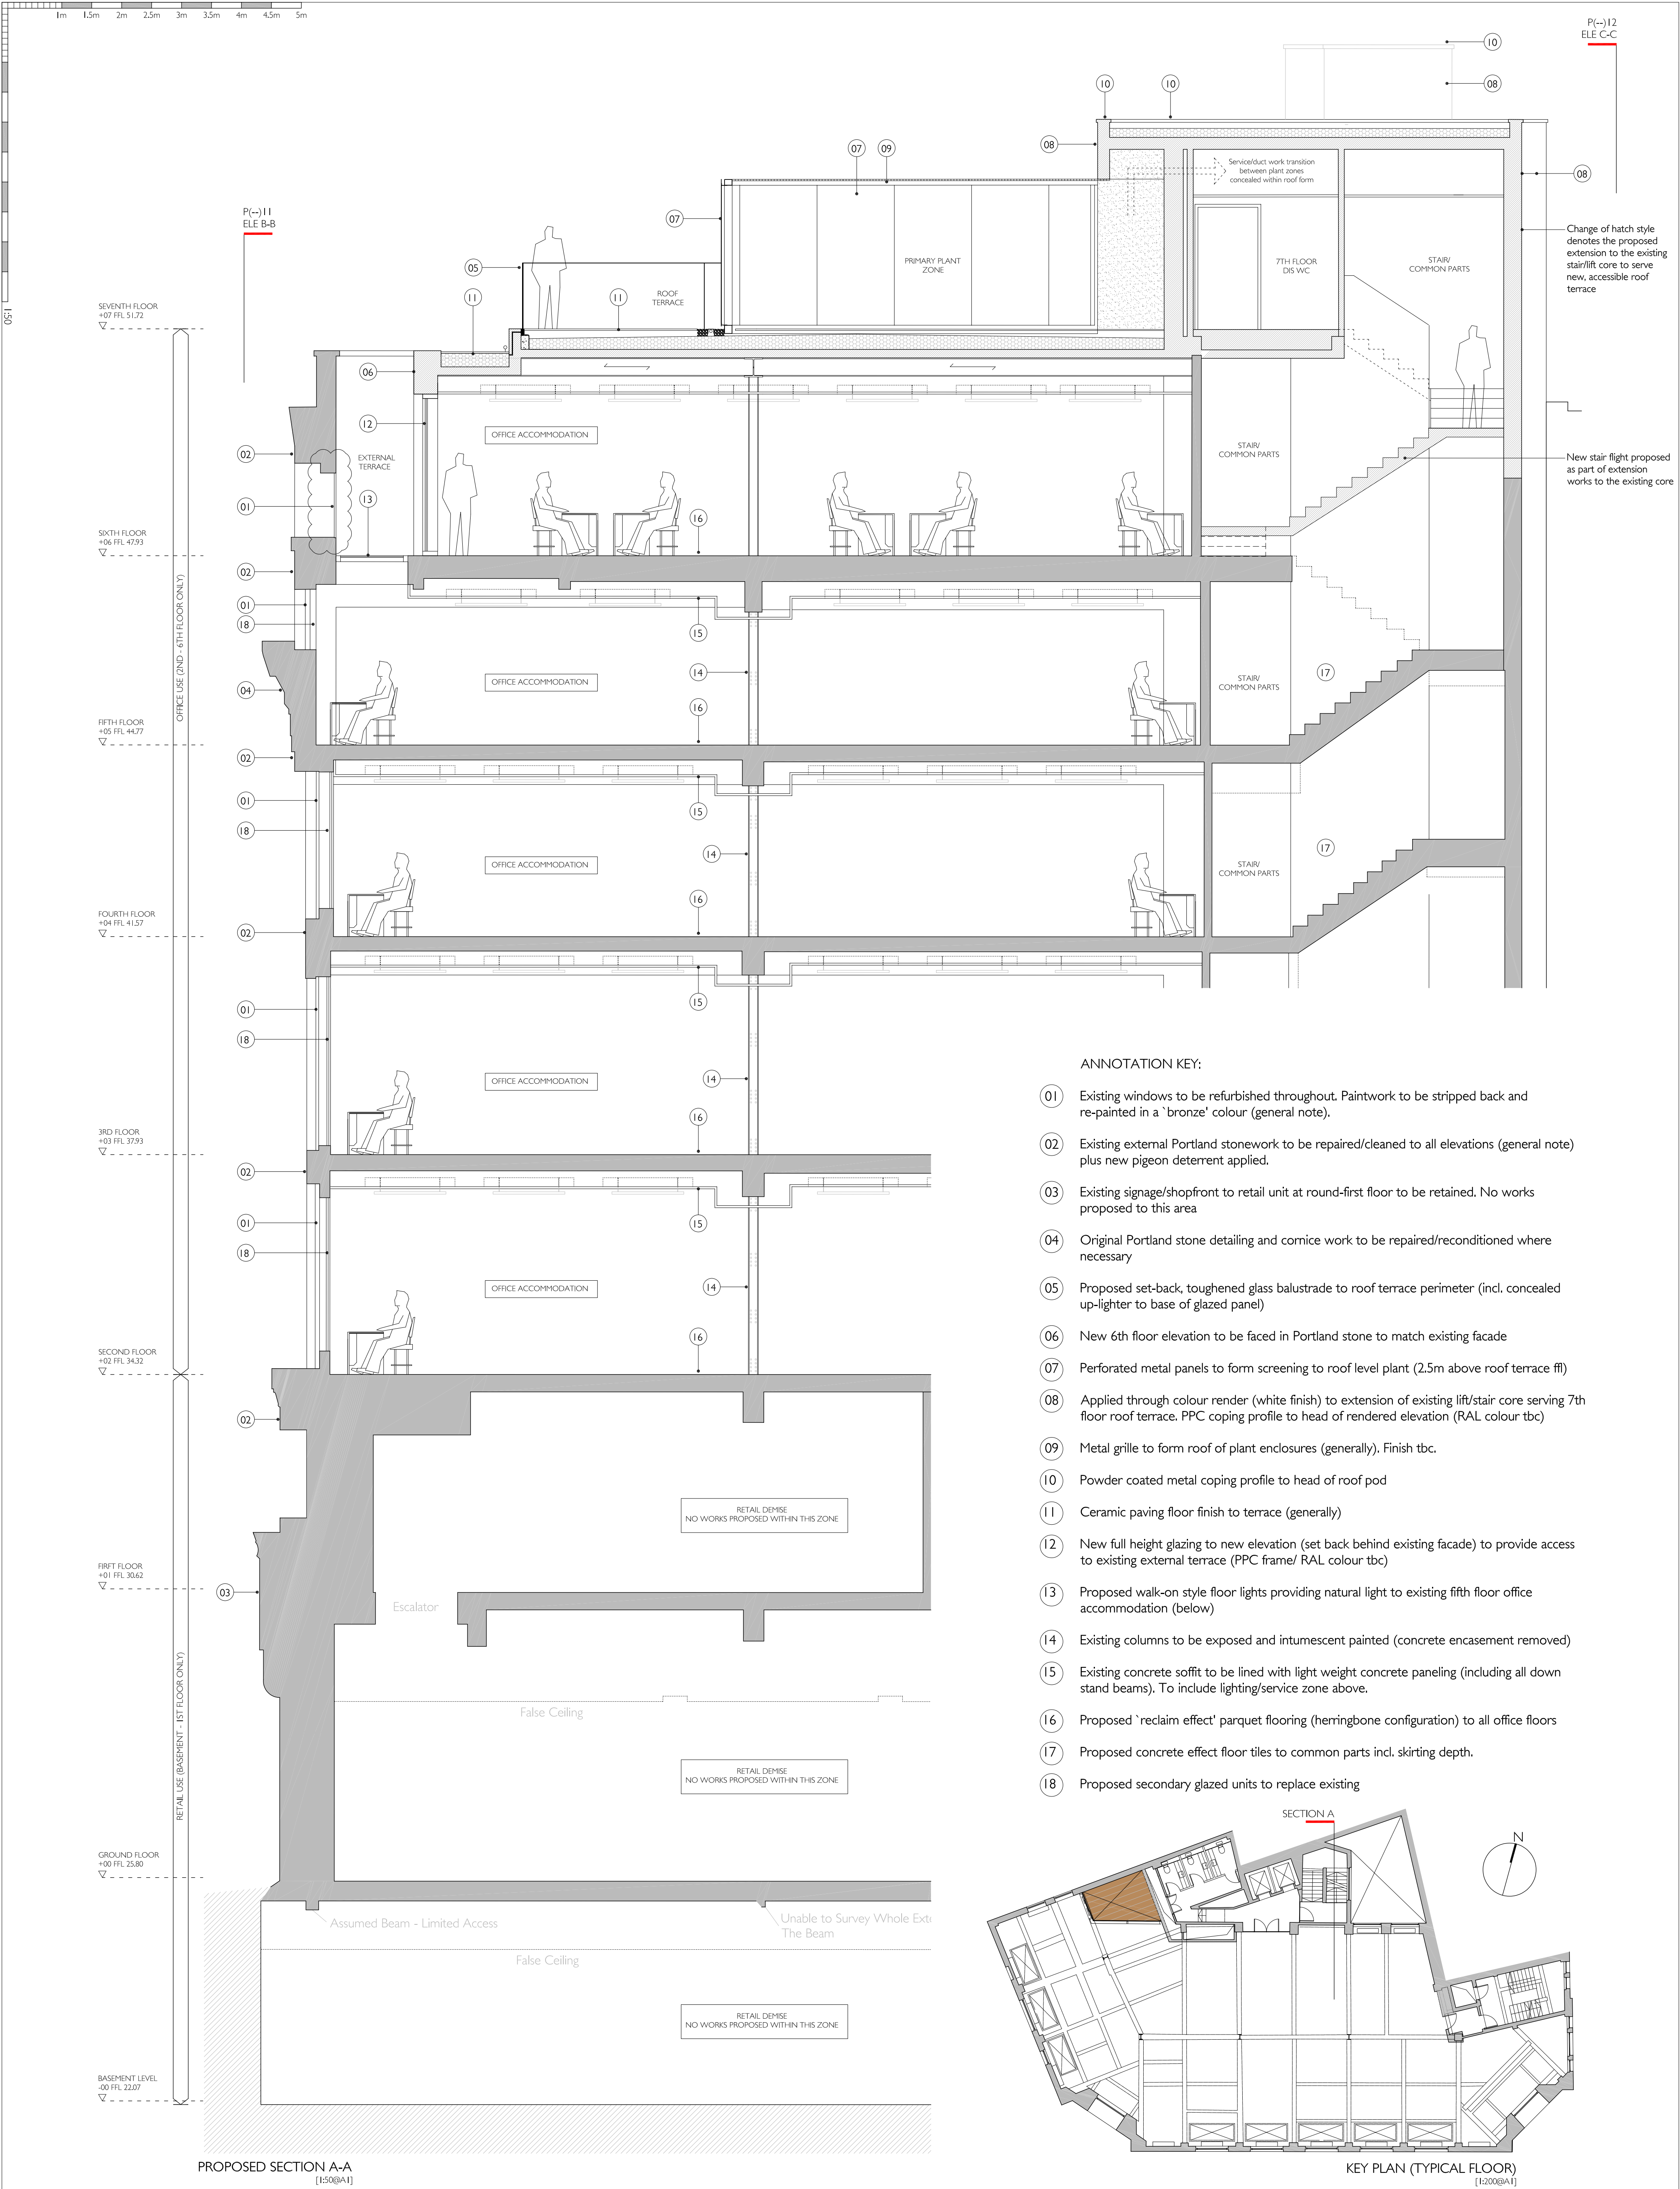 1m 1.5m 2m 2.5m 3m 3.5m 4m 4.5m 5m
1:50
P(--)12
ELE C-C
10
08
10
10
08
07
09
Service/duct work transition
between plant zones
concealed within roof form
08
P(--)11
ELE B-B
07
Change of hatch style
denotes the proposed
extension to the existing
stair/lift core to serve
new, accessible roof
terrace
05
PRIMARY PLANT
ZONE
7TH FLOOR
DIS WC
STAIR/
COMMON PARTS
11
11
ROOF
TERRACE
SEVENTH FLOOR
+07 FFL 51.72
06
12
OFFICE ACCOMMODATION
02
EXTERNAL
TERRACE
STAIR/
COMMON PARTS
New stair flight proposed
as part of extension
works to the existing core
01
13
16
SIXTH FLOOR
+06 FFL 47.93
02
OFFICE USE (2ND - 6TH FLOOR ONLY)
01
18
15
14
OFFICE ACCOMMODATION
STAIR/
COMMON PARTS
17
04
16
FIFTH FLOOR
+05 FFL 44.77
02
01
15
18
14
17
OFFICE ACCOMMODATION
STAIR/
COMMON PARTS
16
FOURTH FLOOR
+04 FFL 41.57
02
01
15
18
14
OFFICE ACCOMMODATION
16
3RD FLOOR
+03 FFL 37.93
02
01
15
18
14
OFFICE ACCOMMODATION
16
SECOND FLOOR
+02 FFL 34.32
02
RETAIL DEMISE
NO WORKS PROPOSED WITHIN THIS ZONE
FIRFT FLOOR
+01 FFL 30.62
03
Escalator
RETAIL USE (BASEMENT - 1ST FLOOR ONLY)
False Ceiling
RETAIL DEMISE
NO WORKS PROPOSED WITHIN THIS ZONE
GROUND FLOOR
+00 FFL 25.80
Assumed Beam - Limited Access
Unable to Survey Whole
The Beam
False Ceiling
RETAIL DEMISE
NO WORKS PROPOSED WITHIN THIS ZONE
BASEMENT LEVEL
-00 FFL 22.07
PROPOSED SECTION A-A
[1:50@A1]
ANNOTATION KEY:
01 Existing windows to be refurbished throughout. Paintwork to be stripped back and
re-painted in a `bronze' colour (general note).
02 Existing external Portland stonework to be repaired/cleaned to all elevations (general note)
plus new pigeon deterrent applied.
03 Existing signage/shopfront to retail unit at round-first floor to be retained. No works
proposed to this area
04 Original Portland stone detailing and cornice work to be repaired/reconditioned where
necessary
05 Proposed set-back, toughened glass balustrade to roof terrace perimeter (incl. concealed
up-lighter to base of glazed panel)
06 New 6th floor elevation to be faced in Portland stone to match existing facade
07 Perforated metal panels to form screening to roof level plant (2.5m above roof terrace ffl)
08 Applied through colour render (white finish) to extension of existing lift/stair core serving 7th
floor roof terrace. PPC coping profile to head of rendered elevation (RAL colour tbc)
09 Metal grille to form roof of plant enclosures (generally). Finish tbc.
10 Powder coated metal coping profile to head of roof pod
11 Ceramic paving floor finish to terrace (generally)
12 New full height glazing to new elevation (set back behind existing facade) to provide access
to existing external terrace (PPC frame/ RAL colour tbc)
13 Proposed walk-on style floor lights providing natural light to existing fifth floor office
accommodation (below)
14 Existing columns to be exposed and intumescent painted (concrete encasement removed)
15 Existing concrete soffit to be lined with light weight concrete paneling (including all down
stand beams). To include lighting/service zone above.
16 Proposed `reclaim effect' parquet flooring (herringbone configuration) to all office floors
17 Proposed concrete effect floor tiles to common parts incl. skirting depth.
18 Proposed secondary glazed units to replace existing
SECTION A
N
KEY PLAN (TYPICAL FLOOR)
[1:200@A1]